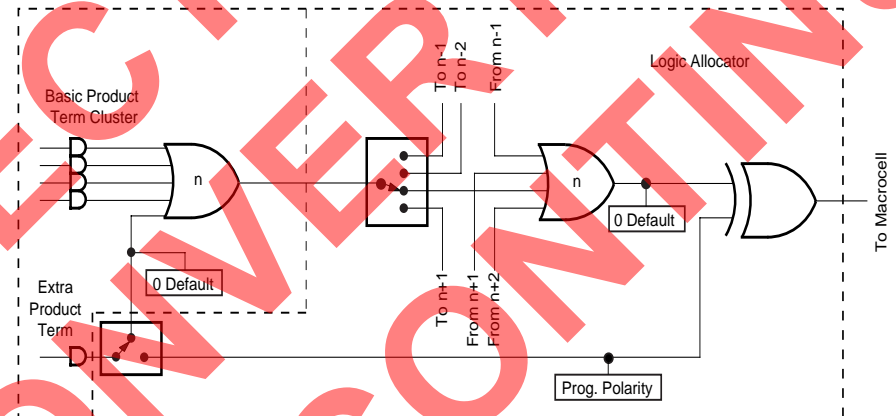 Basic Product
Term Cluster
n
To n-1
To n-2
From n-1
Logic Allocator
n
0 Default
To Macrocell
0 Default
To n+1
From n+1
From n+2
Extra
Product
Term
Prog. Polarity